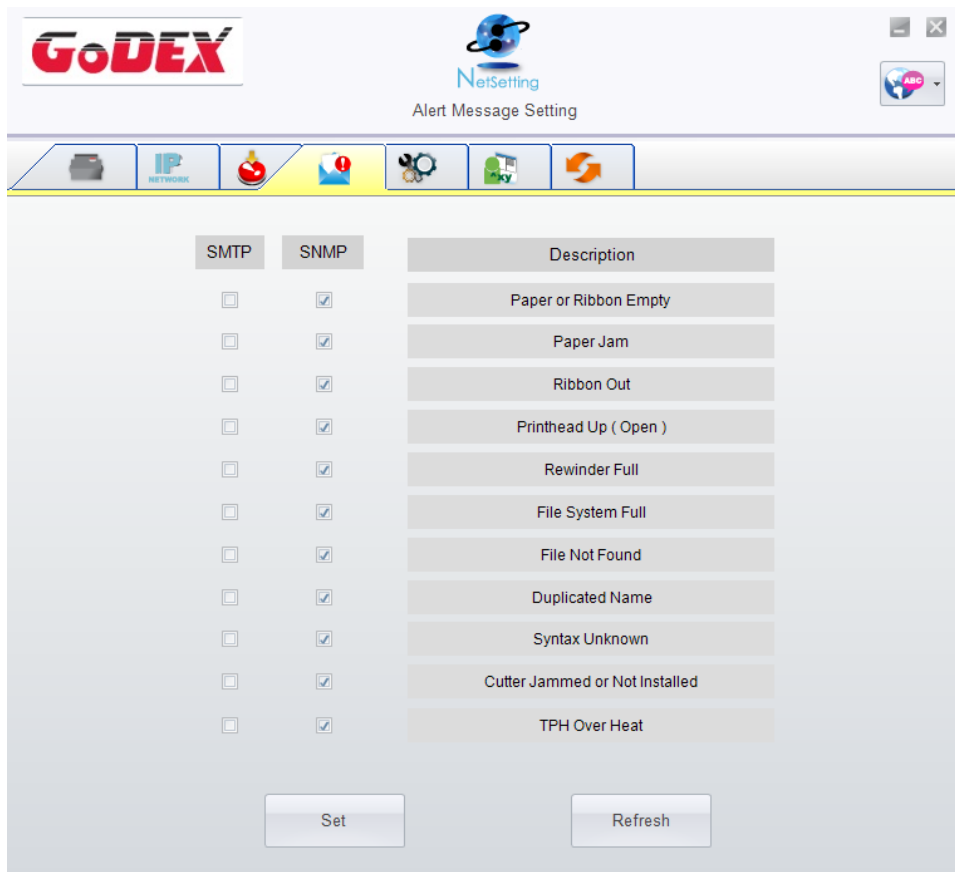 GoDEX
NetSetting
ABC
Alert Message Setting
IP
NETWORK
^xy
SMTP SNMP Description
Paper or Ribbon Empty
Paper Jam
Ribbon Out
Printhead Up ( Open )
Rewinder Full
File System Full
File Not Found
Duplicated Name
Syntax Unknown
Cutter Jammed or Not Installed
TPH Over Heat
Set Refresh